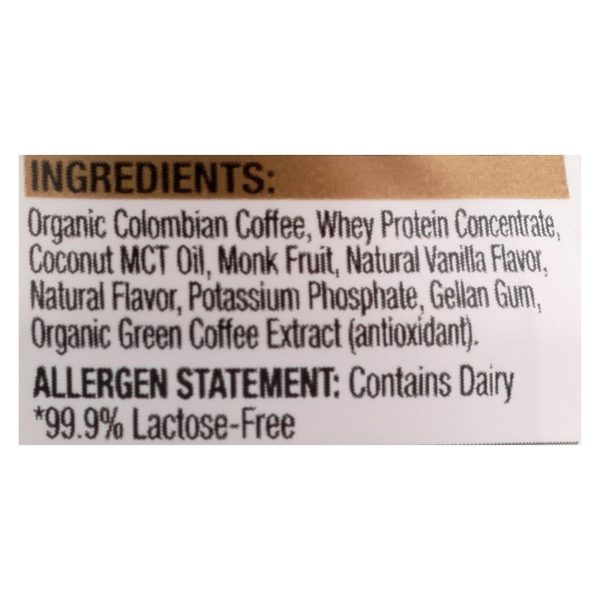 INGREDIENTS:
Organic Colombian Coffee, Whey Protein Concentrate,
Coconut MCT Oil, Monk Fruit, Natural Vanilla Flavor,
Natural Flavor, Potassium Phosphate, Gellan Gum,
Organic Green Coffee Extract (antioxidant).
ALLERGEN STATEMENT: Contains Dairy
*99.9% Lactose-Free